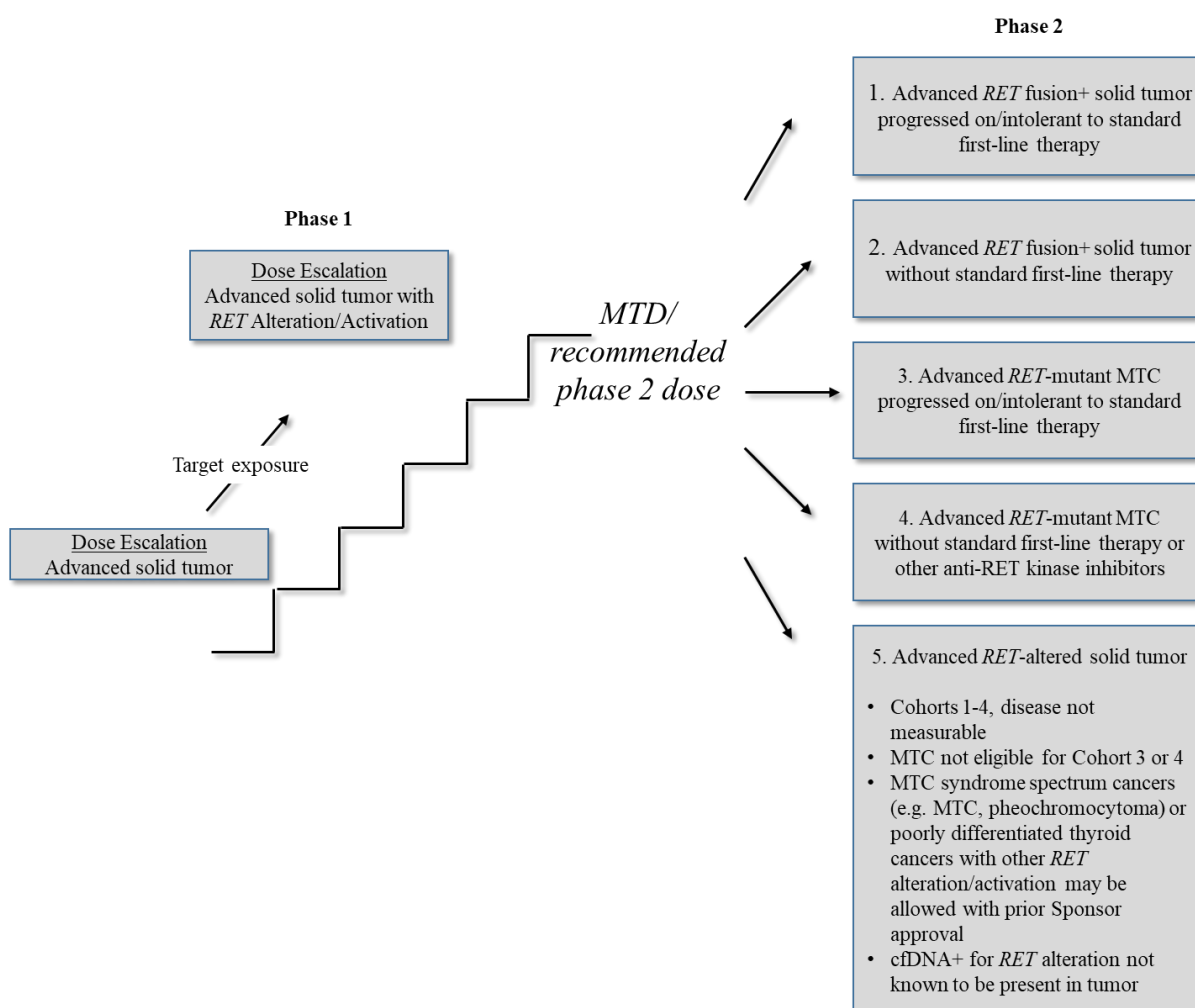 Phase 1
Dose Escalation
Advanced solid tumor with
RET Alteration/Activation
Target exposure
Dose Escalation
Advanced solid tumor
MTD/
recommended
phase 2 dose
Phase 2
1. Advanced RET fusion+ solid tumor
progressed on/intolerant to standard
first-line therapy
2. Advanced RET fusion+ solid tumor
without standard first-line therapy
3. Advanced RET-mutant MTC
progressed on/intolerant to standard
first-line therapy
4. Advanced RET-mutant MTC
without standard first-line therapy or
other anti-RET kinase inhibitors
5. Advanced RET-altered solid tumor
• Cohorts 1-4, disease not
measurable
• MTC not eligible for Cohort 3 or 4
• MTC syndrome spectrum cancers
(e.g. MTC, pheochromocytoma) or
poorly differentiated thyroid
cancers with other RET
alteration/activation may be
allowed with prior Sponsor
approval
• cfDNA+ for RET alteration not
known to be present in tumor